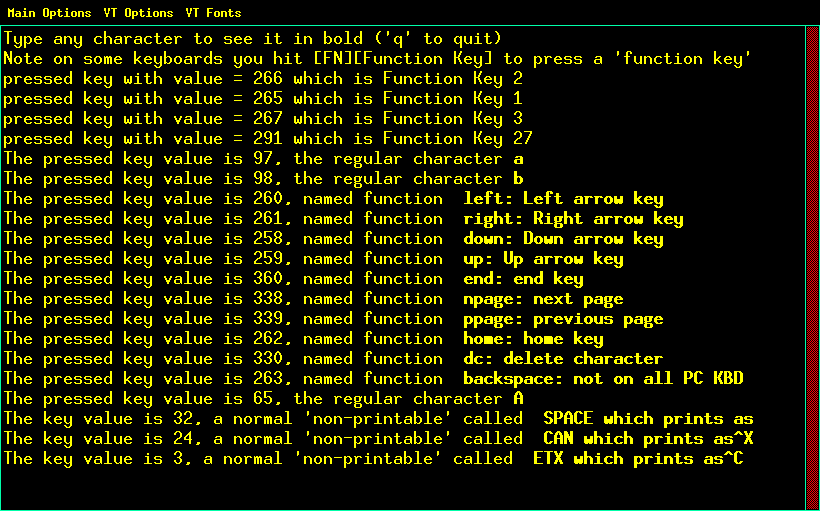 Main Options  VT Options  VT Fonts
Type any character to see it in bold ('q' to quit)
Note on some keyboards you hit [FN][Function Key] to press a 'function key'
pressed key with value = 266 which is Function Key 2
pressed key with value = 265 which is Function Key 1
pressed key with value = 267 which is Function Key 3
pressed key with value = 291 which is Function Key 27
The pressed key value is 97, the regular character a
The pressed key value is 98, the regular character b
The pressed key value is 260, named function  left: Left arrow key
The pressed key value is 261, named function  right: Right arrow key
The pressed key value is 258, named function  down: Down arrow key
The pressed key value is 259, named function  up: Up arrow key
The pressed key value is 360, named function  end: end key
The pressed key value is 338, named function  npage: next page
The pressed key value is 339, named function  ppage: previous page
The pressed key value is 262, named function  home: home key
The pressed key value is 330, named function  dc: delete character
The pressed key value is 263, named function  backspace: not on all PC KBD
The pressed key value is 65, the regular character A
The key value is 32, a normal 'non-printable' called  SPACE which prints as
The key value is 24, a normal 'non-printable' called  CAN which prints as^X
The key value is 3, a normal 'non-printable' called  ETX which prints as^C